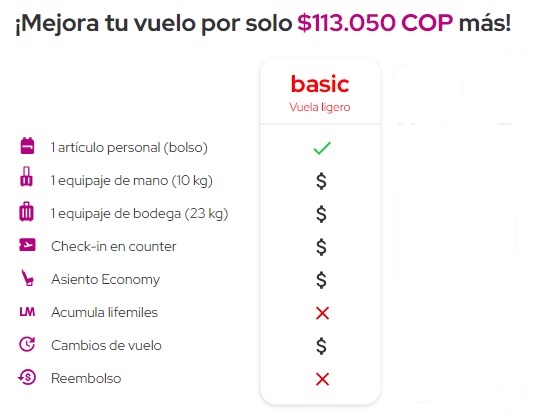 ¡Mejora tu vuelo por solo $113.050 COP más!
basic
Vuela ligero
1 artículo personal (bolso)
1 equipaje de mano (10 kg) $
1 equipaje de bodega (23 kg) $
Check-in en counter $
Asiento Economy $
LM Acumula lifemiles
Cambios de vuelo $
$ Reembolso